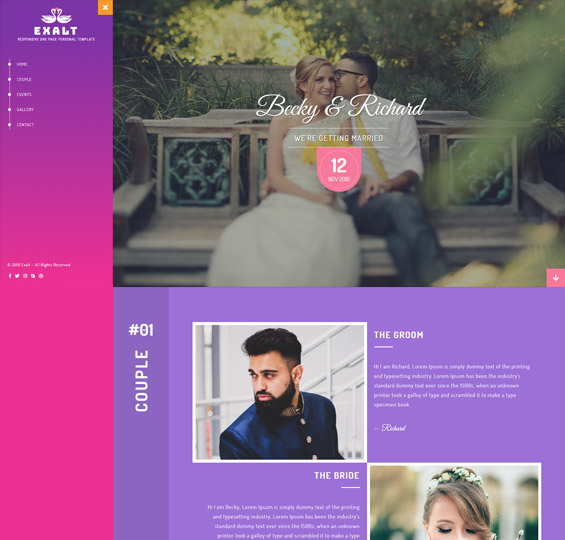 EXALT
RESPONSIVE ONE PAGE PERSONAL TEMPLATE
HOME
COUPLE
EVENTS
GALLERY
CONTACT
© 2018 Exalt - All Rights Reserved
Becky & Richard
WE'RE GETTING MARRIED
12
NOV 2018
#01
COUPLE
THE GROOM
Hi I am Richard, Lorem Ipsum is simply dummy text of the printing
and typesetting industry. Lorem Ipsum has been the industry's
standard dummy text ever since the 1500s, when an unknown
printer took a galley of type and scrambled it to make a type
specimen book.
— Richard
THE BRIDE
Hi I am Becky, Lorem Ipsum is simply dummy text of the printing
and typesetting industry. Lorem Ipsum has been the industry's
standard dummy text ever since the 1500s, when an unknown
printer took a galley of type and scrambled it to make a type